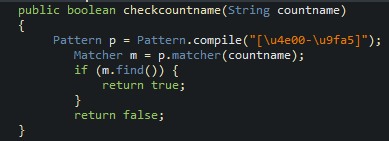 public boolean checkcountname(String countname)
{
Pattern p = Pattern.compile("[\u4e00-\u9fa5]");
Matcher m = p.matcher(countname);
if (m.find()) {
return true;
}
return false;
}